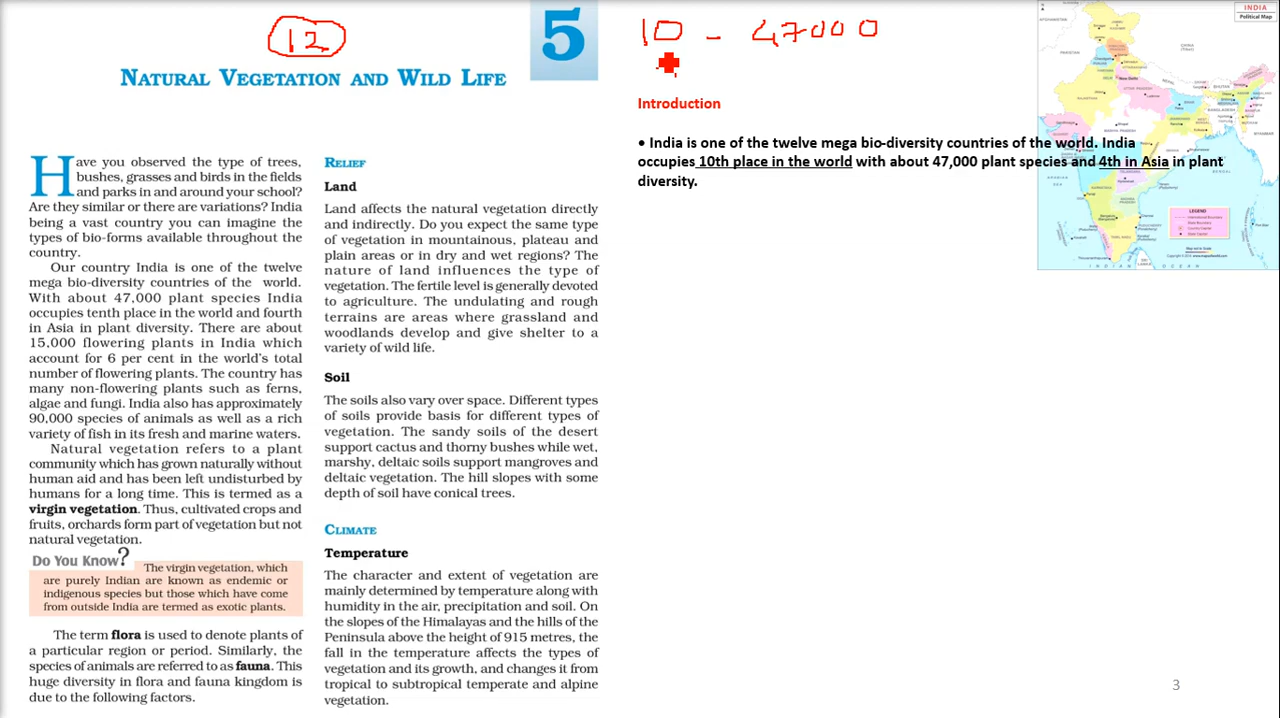 12
5
NATURAL VEGETATION AND WILD LIFE
Have you observed the type of trees,
bushes, grasses and birds in the fields
and parks in and around your school?
Are they similar or there are variations? India
being a vast country you can imagine the
types of bio-forms available throughout the
country.
Our country India is one of the twelve
mega bio-diversity countries of the world.
With about 47,000 plant species India
occupies tenth place in the world and fourth
in Asia in plant diversity. There are about
15,000 flowering plants in India which
account for 6 per cent in the world's total
number of flowering plants. The country has
many non-flowering plants such as ferns,
algae and fungi. India also has approximately
90,000 species of animals as well as a rich
variety of fish in its fresh and marine waters.
Natural vegetation refers to a plant
community which has grown naturally without
human aid and has been left undisturbed by
humans for a long time. This is termed as a
virgin vegetation. Thus, cultivated crops and
fruits, orchards form part of vegetation but not
natural vegetation.
Do You Know?
The virgin vegetation, which
are purely Indian are known as endemic or
indigenous species but those which have come
from outside India are termed as exotic plants.
The term flora is used to denote plants of
a particular region or period. Similarly, the
species of animals are referred to as fauna. This
huge diversity in flora and fauna kingdom is
due to the following factors.
RELIEF
Land
Land affects the natural vegetation directly
and indirectly. Do you expect the same type
of vegetation in mountainous, plateau and
plain areas or in dry and wet regions? The
nature of land influences the type of
vegetation. The fertile level is generally devoted
to agriculture. The undulating and rough
terrains are areas where grassland and
woodlands develop and give shelter to a
variety of wild life.
Soil
The soils also vary over space. Different types
of soils provide basis for different types of
vegetation. The sandy soils of the desert
support cactus and thorny bushes while wet,
marshy, deltaic soils support mangroves and
deltaic vegetation. The hill slopes with some
depth of soil have conical trees.
CLIMATE
Temperature
The character and extent of vegetation are
mainly determined by temperature along with
humidity in the air, precipitation and soil. On
the slopes of the Himalayas and the hills of the
Peninsula above the height of 915 metres, the
fall in the temperature affects the types of
vegetation and its growth, and changes it from
tropical to subtropical temperate and alpine
vegetation.
10 - 47000
Introduction
• India is one of the twelve mega bio-diversity countries of the world. India
occupies 10th place in the world with about 47,000 plant species and 4th in Asia in plant
diversity.
INDIA
Political Map
LEGEND
INDIAN OCEAN
3